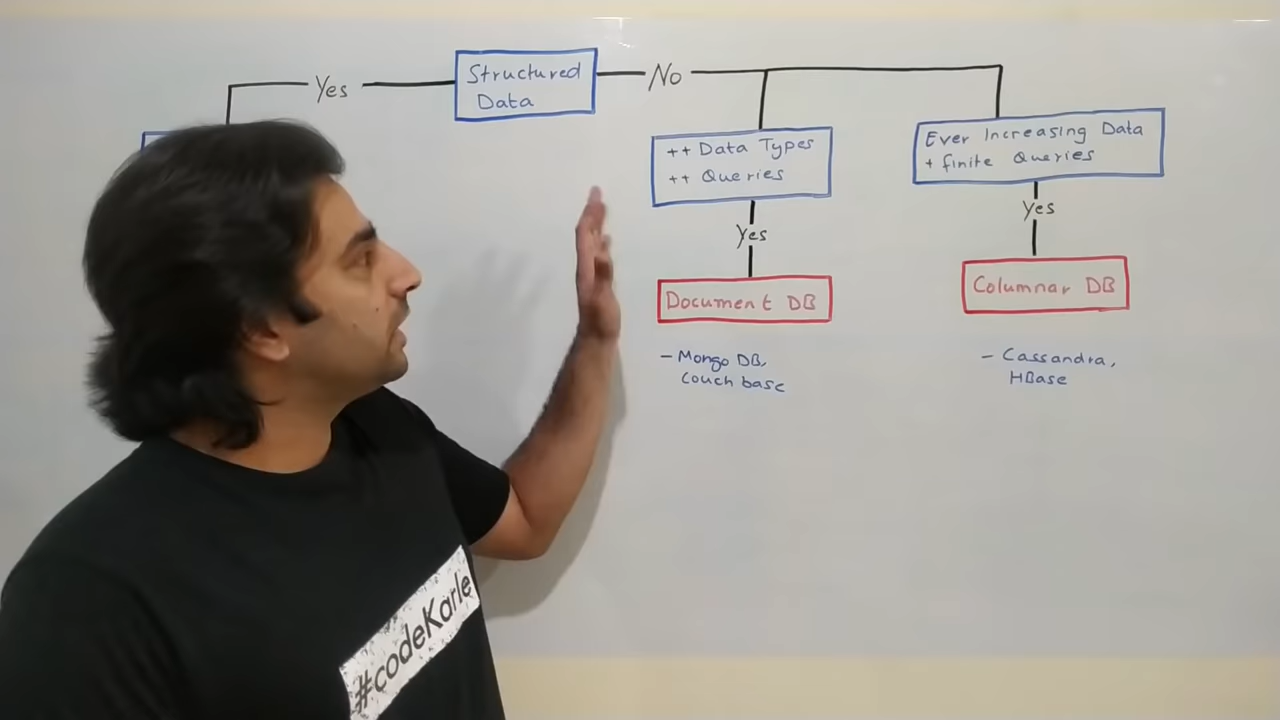 Structured
Data
Yes
No
++ Data Types
++ Queries
Yes
Document DB
- Mongo DB,
Couch base
Ever Increasing Data
+ finite Queries
Yes
Columnar DB
- Cassandra,
HBase
#codeKarle